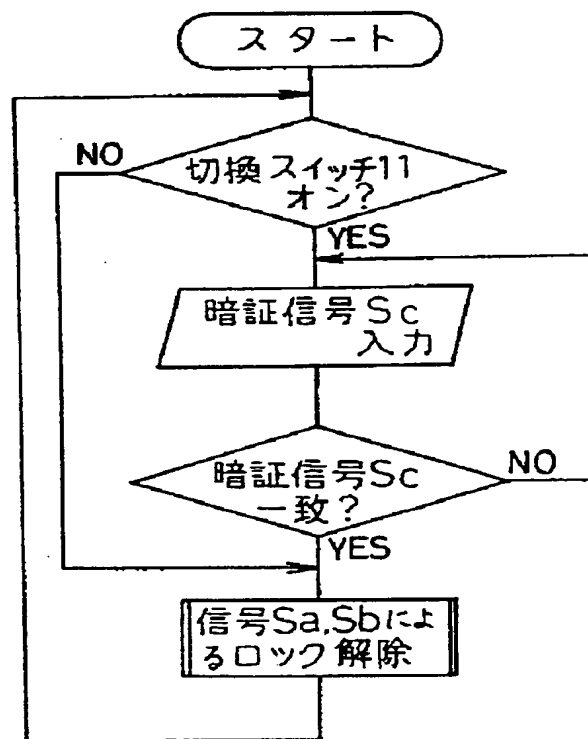 スタート
NO
切換スイッチ11
オン?
YES
暗証信号Sc
入力
暗証信号Sc
一致?
NO
YES
信号Sa,Sbによ
るロック解除